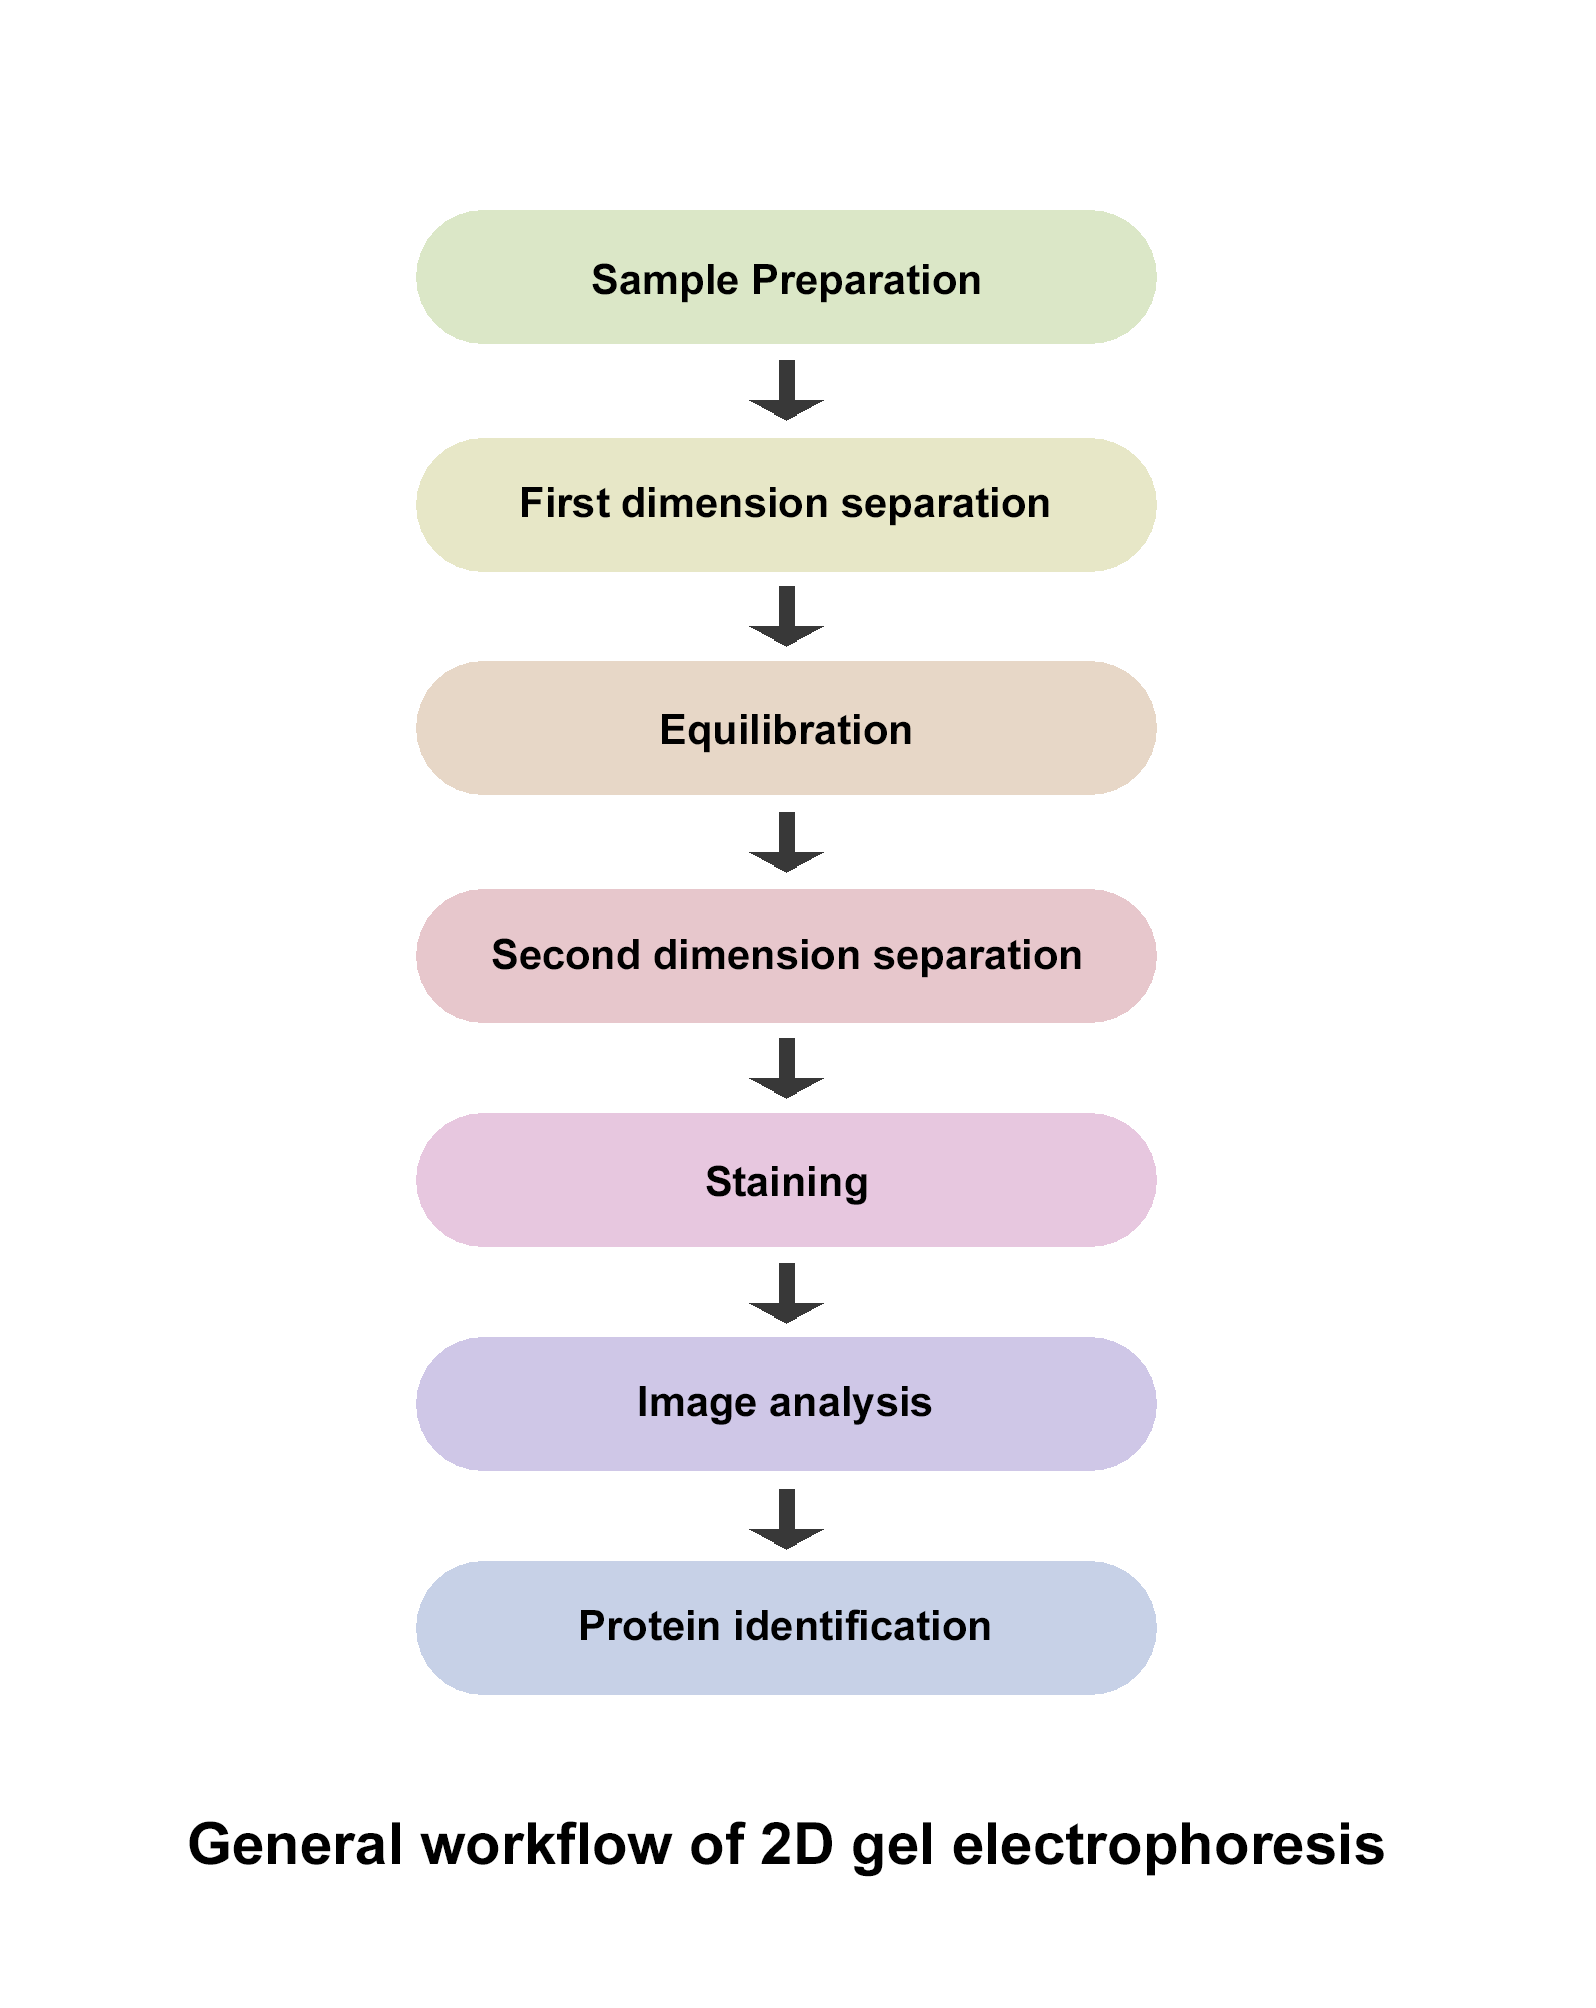 Sample Preparation
First dimension separation
Equilibration
Second dimension separation
Staining
Image analysis
Protein identification
General workflow of 2D gel electrophoresis